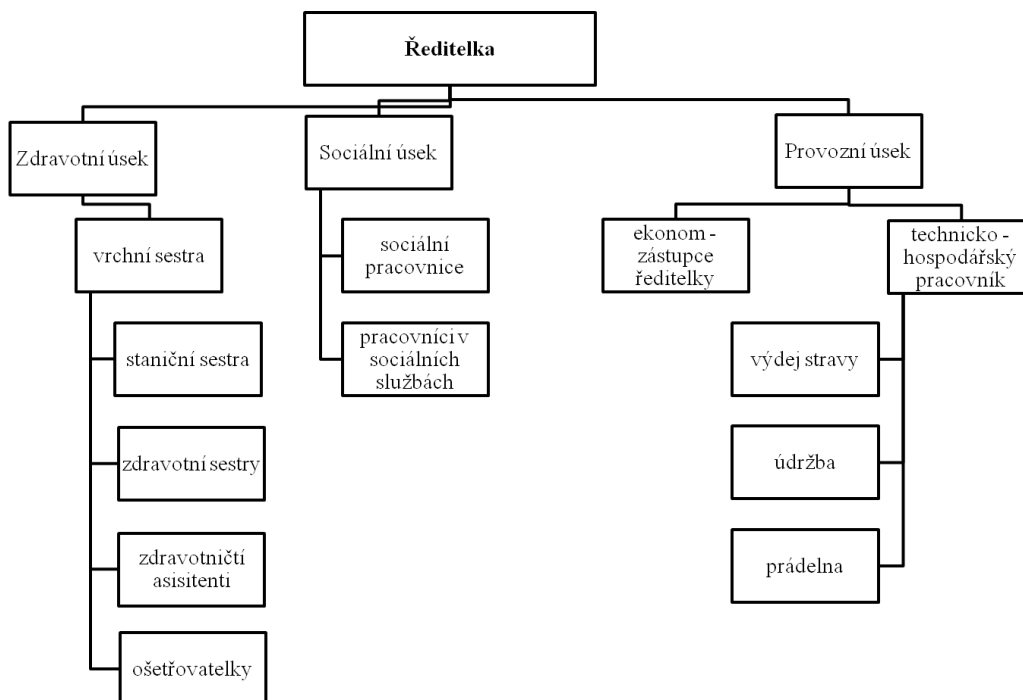 Ředitelka
Zdravotní úsek
Sociální úsek
Provozní úsek
vrchní sestra
sociální
pracovnice
ekonom -
zástupce
ředitelky
technicko -
hospodářský
pracovník
staniční sestra
pracovníci v
sociálních
službách
výdej stravy
zdravotní sestry
údržba
zdravotničtí
asisitenti
prádelna
ošetřovatelky